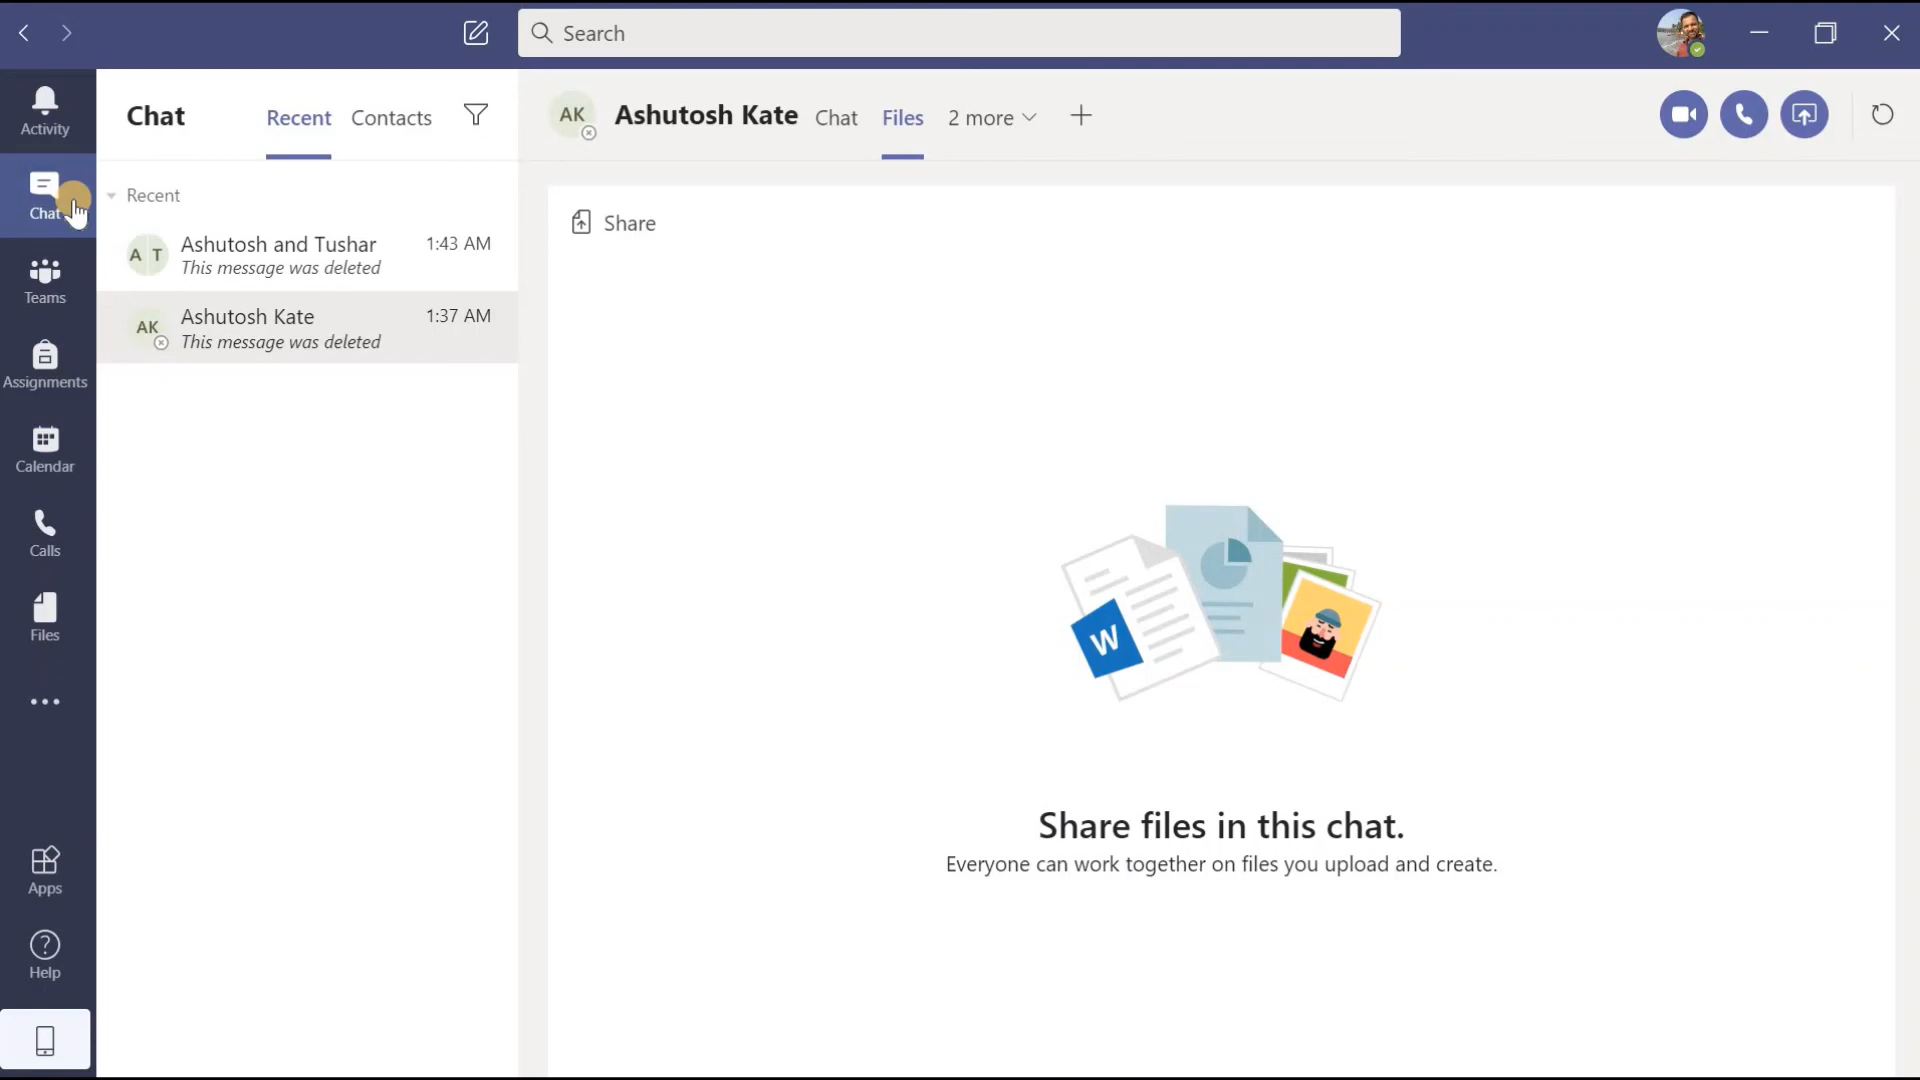 Search
Activity
Chat
Teams
Assignments
Calendar
Calls
Files
Apps
Help
Chat Recent Contacts
Recent
A T Ashutosh and Tushar 1:43 AM
This message was deleted
AK Ashutosh Kate 1:37 AM
This message was deleted
AK Ashutosh Kate Chat Files 2 more
Share
W
Share files in this chat.
Everyone can work together on files you upload and create.